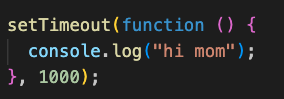 setTimeout(function () {
  console.log("hi mom");
}, 1000);